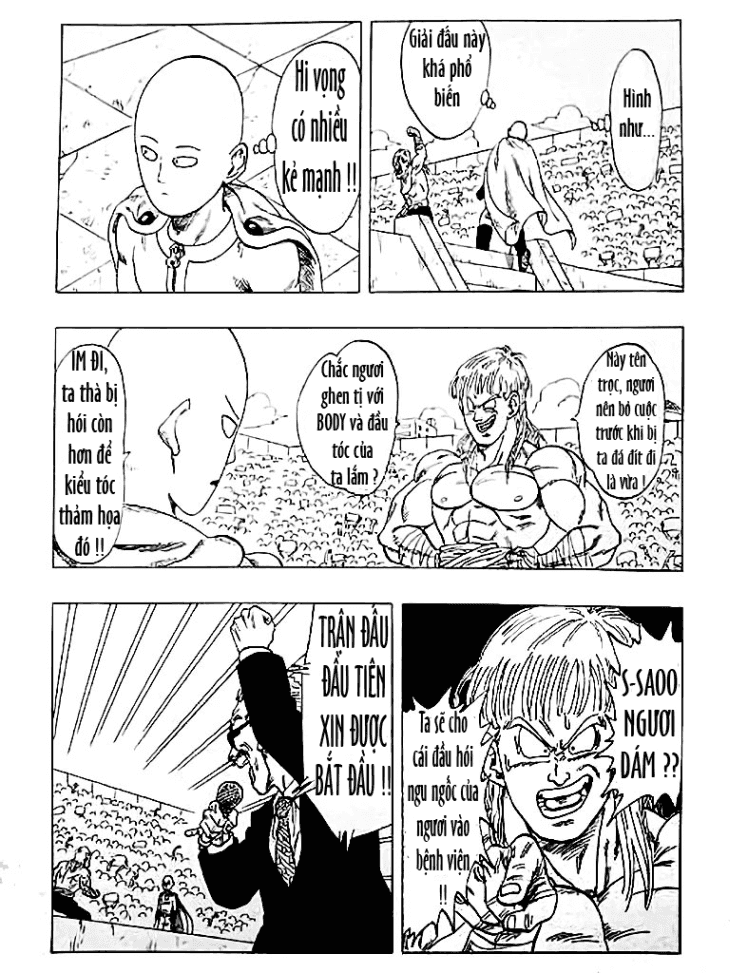 Hình
như...
Giải đấu này
khá phổ
biến
Hi vọng
có nhiều
kẻ mạnh !!
Này tên
trọc, ngươi
nên bỏ cuộc
trước khi bị
ta đá đít đi
là vừa !
Chắc ngươi
ghen tị với
BODY và đầu
tóc của
ta lắm ?
IM ĐI,
ta thà bị
hói còn
hơn để
kiểu tóc
thảm họa
đó !!
S-SAOO
NGƯƠI
DÁM ??
Ta sẽ cho
cái đầu hói
ngu ngốc của
ngươi vào
bệnh viện
!!
TRẬN ĐẤU
ĐẦU TIÊN
XIN ĐƯỢC
BẮT ĐẦU !!